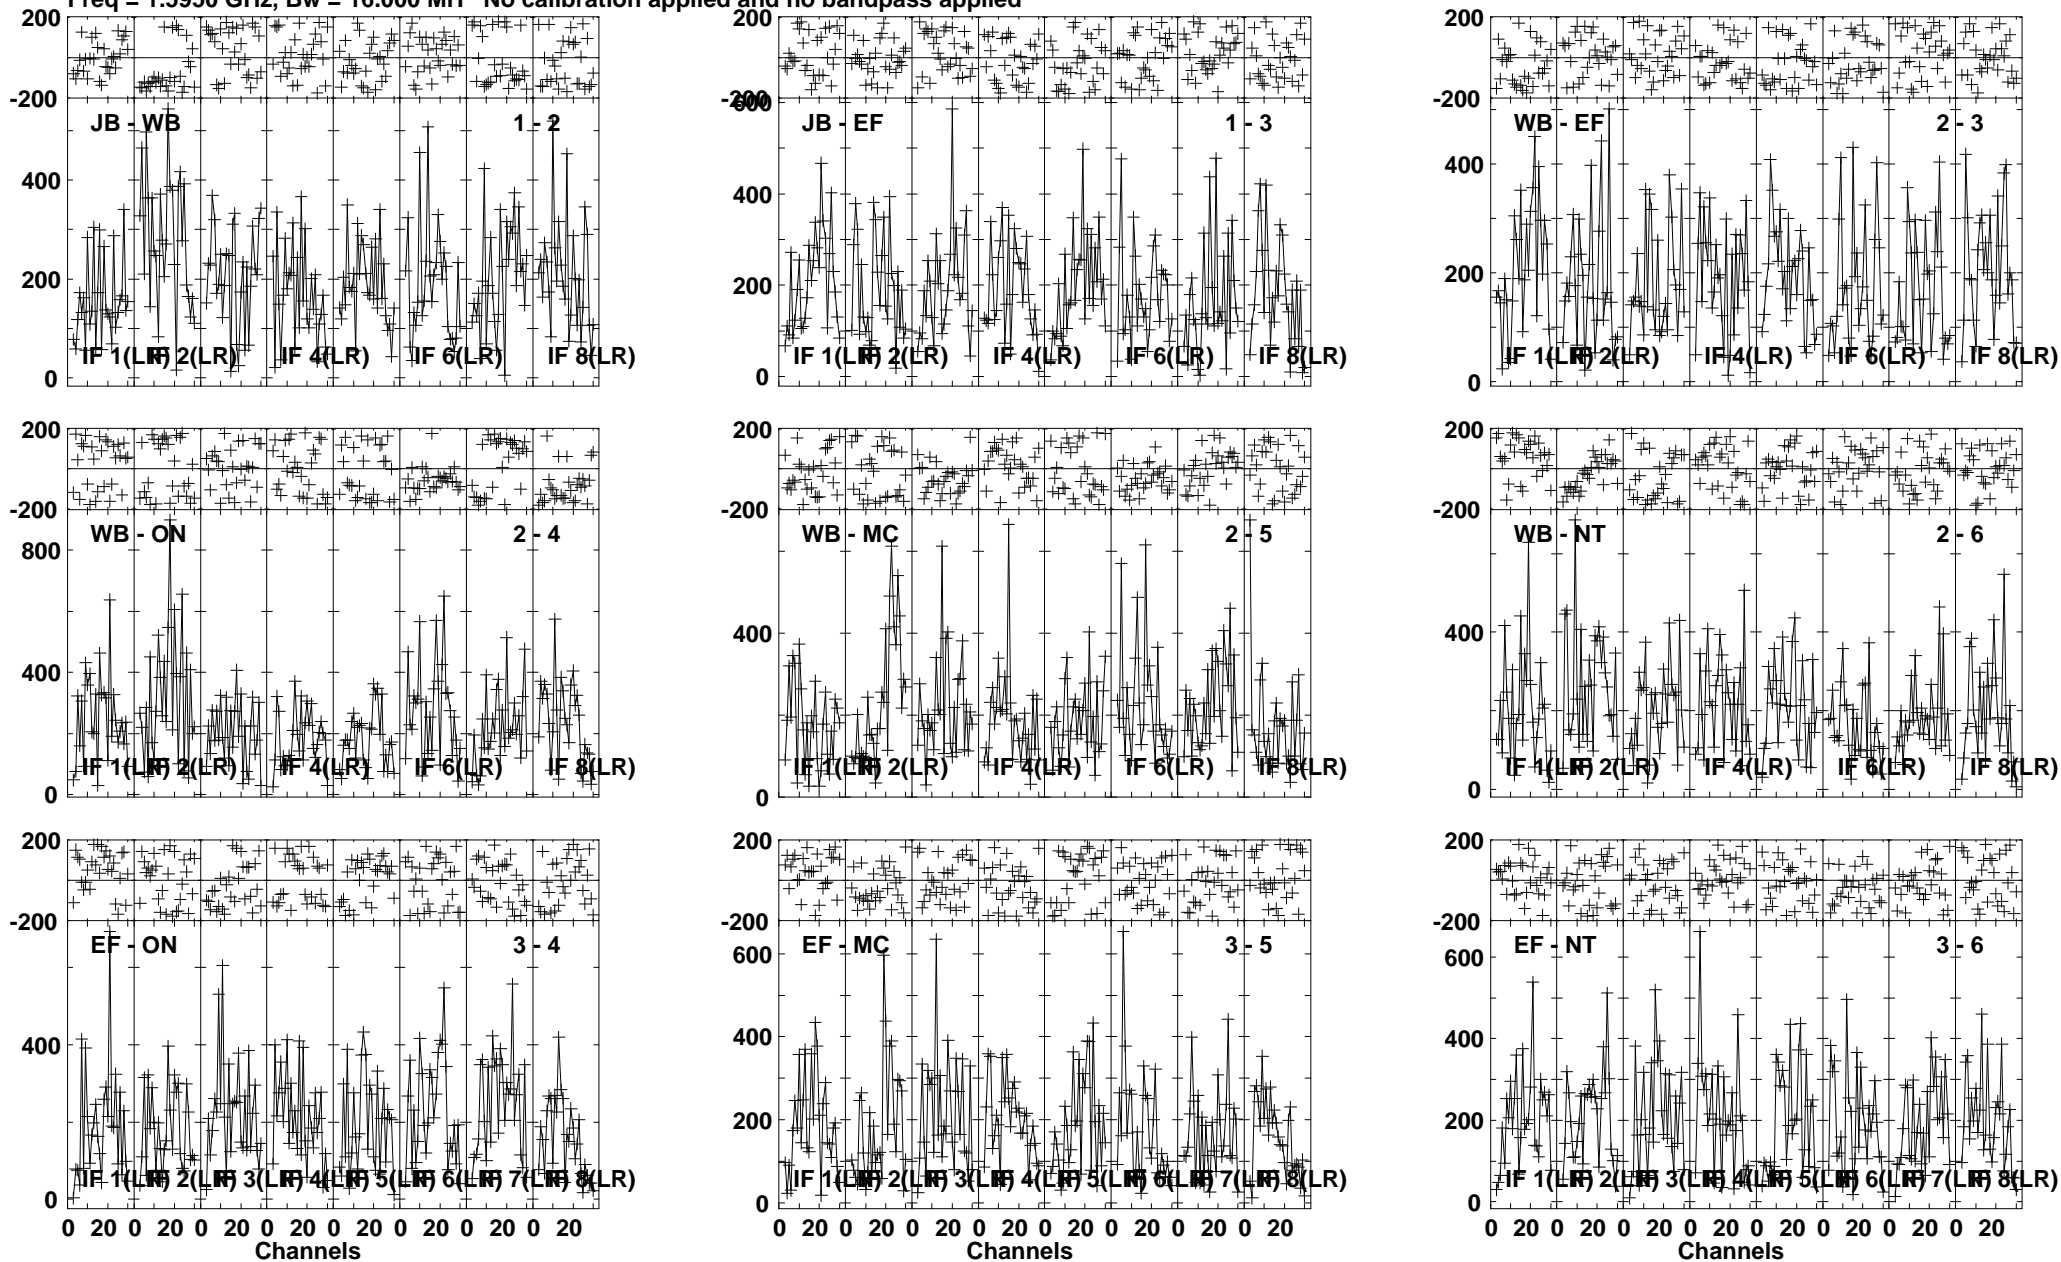 Freq = 1.5950 GHz, Bw = 16.000 MH No calibration applied and no bandpass applied
200
-200
JB - WB 1 - 2
400
200
0
IF 1(LR) IF 2(LR) IF 4(LR) IF 6(LR) IF 8(LR)
200
-200
600
JB - EF 1 - 3
400
200
0
IF 1(LR) IF 2(LR) IF 4(LR) IF 6(LR) IF 8(LR)
200
-200
WB - EF 2 - 3
400
200
0
IF 1(LR) IF 2(LR) IF 4(LR) IF 6(LR) IF 8(LR)
200
-200
WB - ON 2 - 4
800
400
0
IF 1(LR) IF 2(LR) IF 4(LR) IF 6(LR) IF 8(LR)
200
-200
WB - MC 2 - 5
400
0
IF 1(LR) IF 2(LR) IF 4(LR) IF 6(LR) IF 8(LR)
200
-200
WB - NT 2 - 6
400
0
IF 1(LR) IF 2(LR) IF 4(LR) IF 6(LR) IF 8(LR)
200
-200
EF - ON 3 - 4
400
0
IF 1(LR) IF 2(LR) IF 3(LR) IF 4(LR) IF 5(LR) IF 6(LR) IF 7(LR) IF 8(LR)
0 20 0 20 0 20 0 20 0 20 0 20 0 20 0 20
Channels
200
-200
EF - MC 3 - 5
600
400
200
0
IF 1(LR) IF 2(LR) IF 3(LR) IF 4(LR) IF 5(LR) IF 6(LR) IF 7(LR) IF 8(LR)
0 20 0 20 0 20 0 20 0 20 0 20 0 20 0 20
Channels
200
-200
EF - NT 3 - 6
600
400
200
0
IF 1(LR) IF 2(LR) IF 3(LR) IF 4(LR) IF 5(LR) IF 6(LR) IF 7(LR) IF 8(LR)
0 20 0 20 0 20 0 20 0 20 0 20 0 20 0 20
Channels